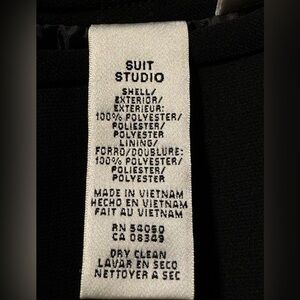 SUIT
STUDIO
SHELL/
EXTERIOR/
EXTERIEUR:
100% POLYESTER/
POLIESTER/
POLYESTER
LINING/
FORRO/DOUBLURE:
100% POLYESTER/
POLIESTER/
POLYESTER
MADE IN VIETNAM
HECHO EN VIETNAM
FAIT AU VIETNAM
RN 54050
CA 08349
DRY CLEAN
LAVAR EN SECO
NETTOYER A SEC